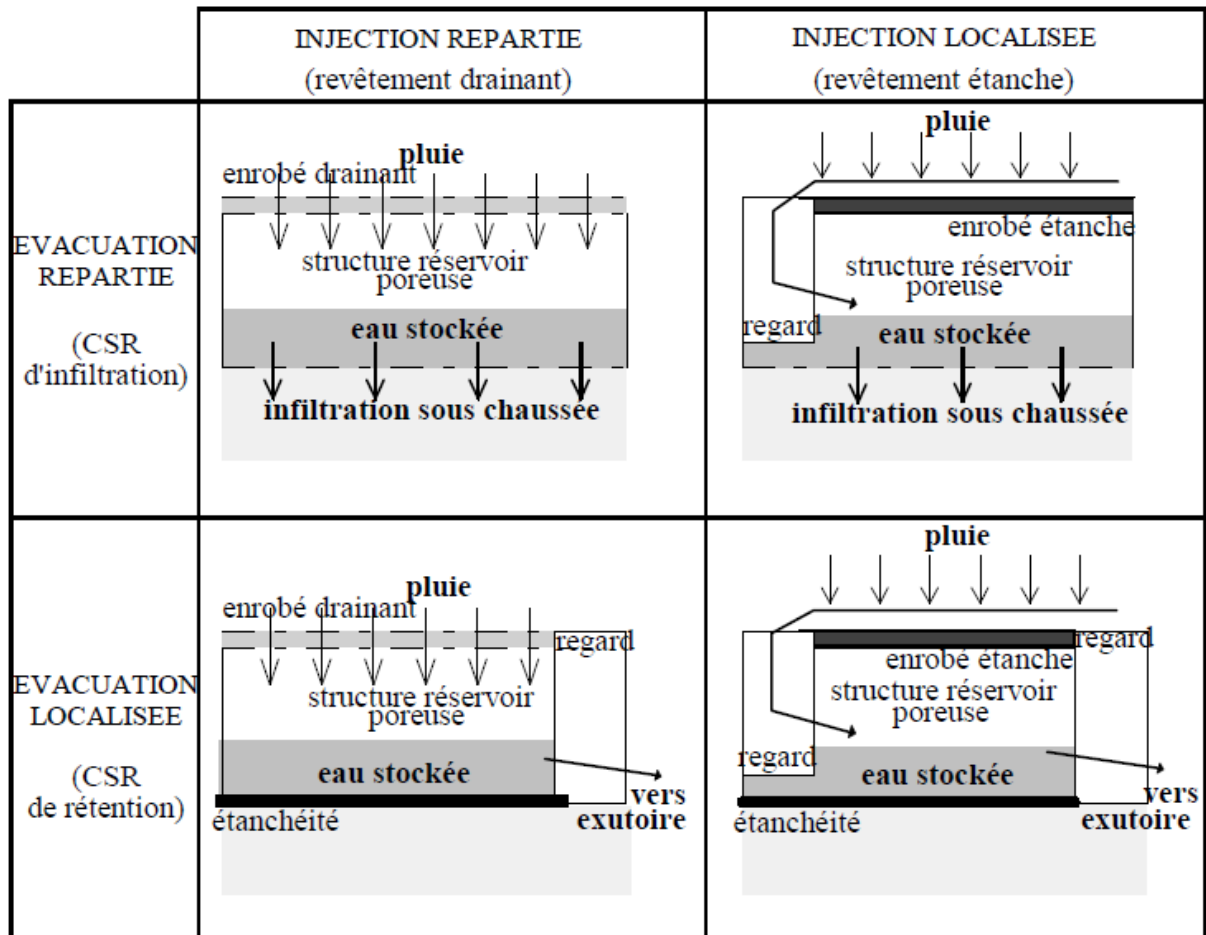 INJECTION REPARTIE
(revêtement drainant)
INJECTION LOCALISEE
(revêtement étanche)
EVACUATION
REPARTIE
(CSR
d'infiltration)
pluie
enrobé drainant
structure réservoir
poreuse
eau stockée
infiltration sous chaussée
pluie
enrobé étanche
structure réservoir
poreuse
regard
eau stockée
infiltration sous chaussée
EVACUATION
LOCALISEE
(CSR
de rétention)
pluie
enrobé drainant
regard
structure réservoir
poreuse
eau stockée
vers
étanchéité
exutoire
pluie
regard
enrobé étanche
structure réservoir
poreuse
regard
eau stockée
vers
étanchéité
exutoire